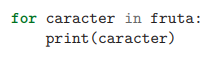 for caracter in fruta:
    print(caracter)